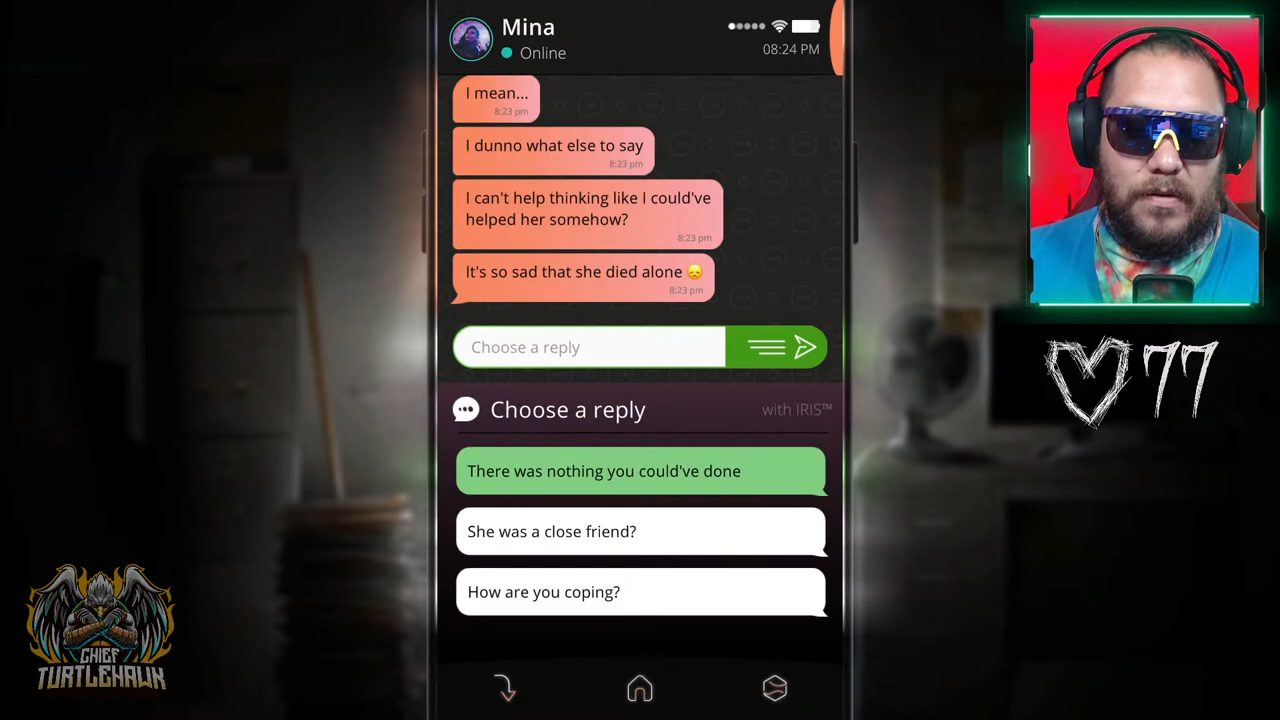 Mina
Online
08:24 PM
I mean...
8:23 pm
I dunno what else to say
8:23 pm
I can't help thinking like I could've
helped her somehow?
8:23 pm
It's so sad that she died alone 😞
8:23 pm
Choose a reply
Choose a reply
with IRIS™
There was nothing you could've done
She was a close friend?
How are you coping?
77
CHIEF
TURTLEHAWK